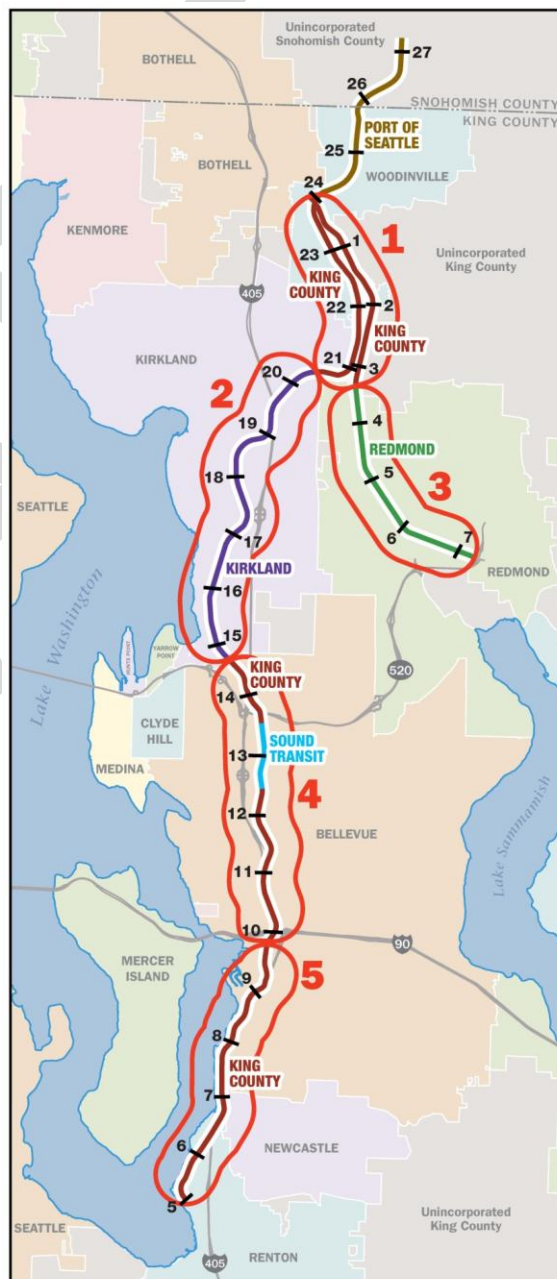 Unincorporated
Snohomish County
BOTHELL
27
26
SNOHOMISH COUNTY
KING COUNTY
PORT OF
SEATTLE
25
BOTHELL
WOODINVILLE
24
KENMORE
1
1
23
Unincorporated
King County
KING
COUNTY
405
22
2
KING
COUNTY
KIRKLAND
21
3
20
2
4
19
REDMOND
18
5
3
SEATTLE
17
6
7
KIRKLAND
REDMOND
16
Lake Washington
15
YARROW
POINT
HUNTS POINT
KING
COUNTY
520
14
CLYDE
HILL
SOUND
TRANSIT
13
MEDINA
4
12
BELLEVUE
Lake Sammamish
11
10
90
MERCER
ISLAND
5
9
8
KING
COUNTY
7
NEWCASTLE
6
5
Unincorporated
King County
SEATTLE
405
RENTON